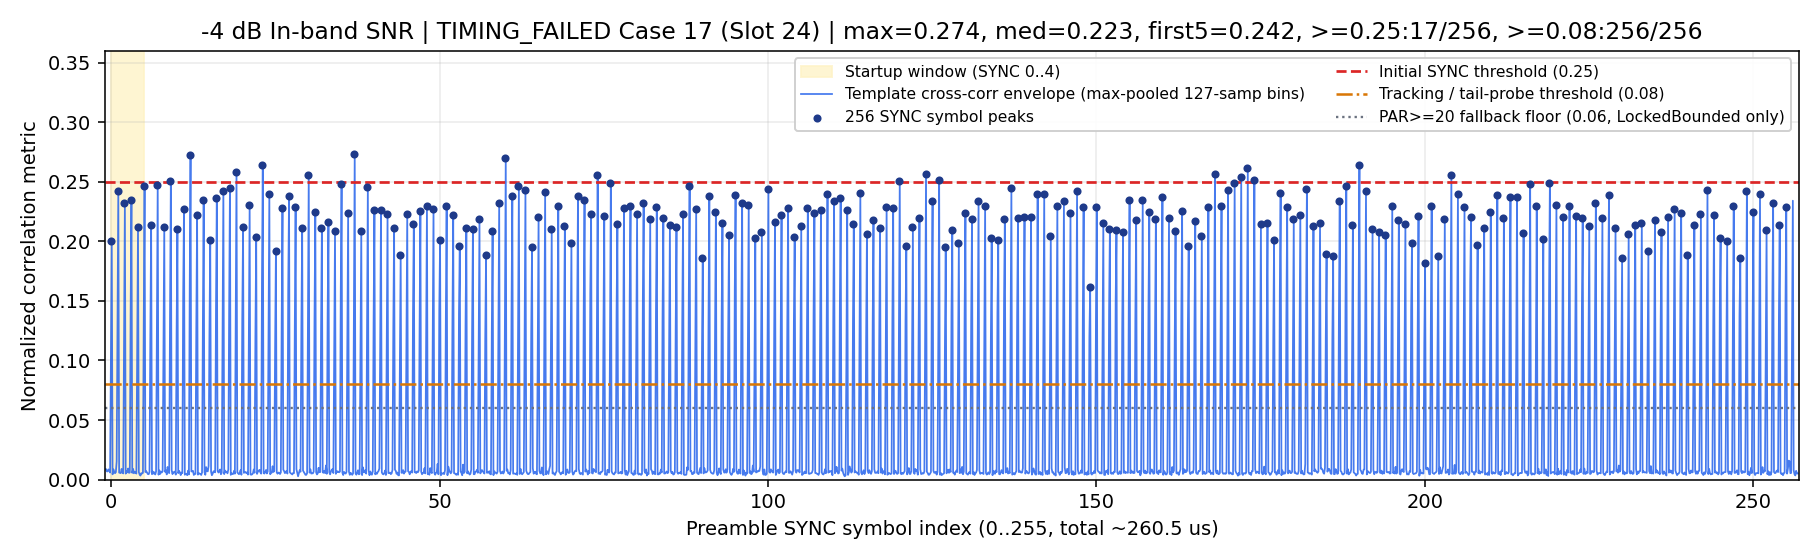 -4 dB In-band SNR | TIMING_FAILED Case 17 (Slot 24) | max=0.274, med=0.223, first5=0.242, >=0.25:17/256, >=0.08:256/256
Normalized correlation metric
0.35
0.30
0.25
0.20
0.15
0.10
0.05
0.00
Startup window (SYNC 0..4)
Template cross-corr envelope (max-pooled 127-samp bins)
256 SYNC symbol peaks
Initial SYNC threshold (0.25)
Tracking / tail-probe threshold (0.08)
PAR>=20 fallback floor (0.06, LockedBounded only)
0 50 100 150 200 250
Preamble SYNC symbol index (0..255, total ~260.5 us)